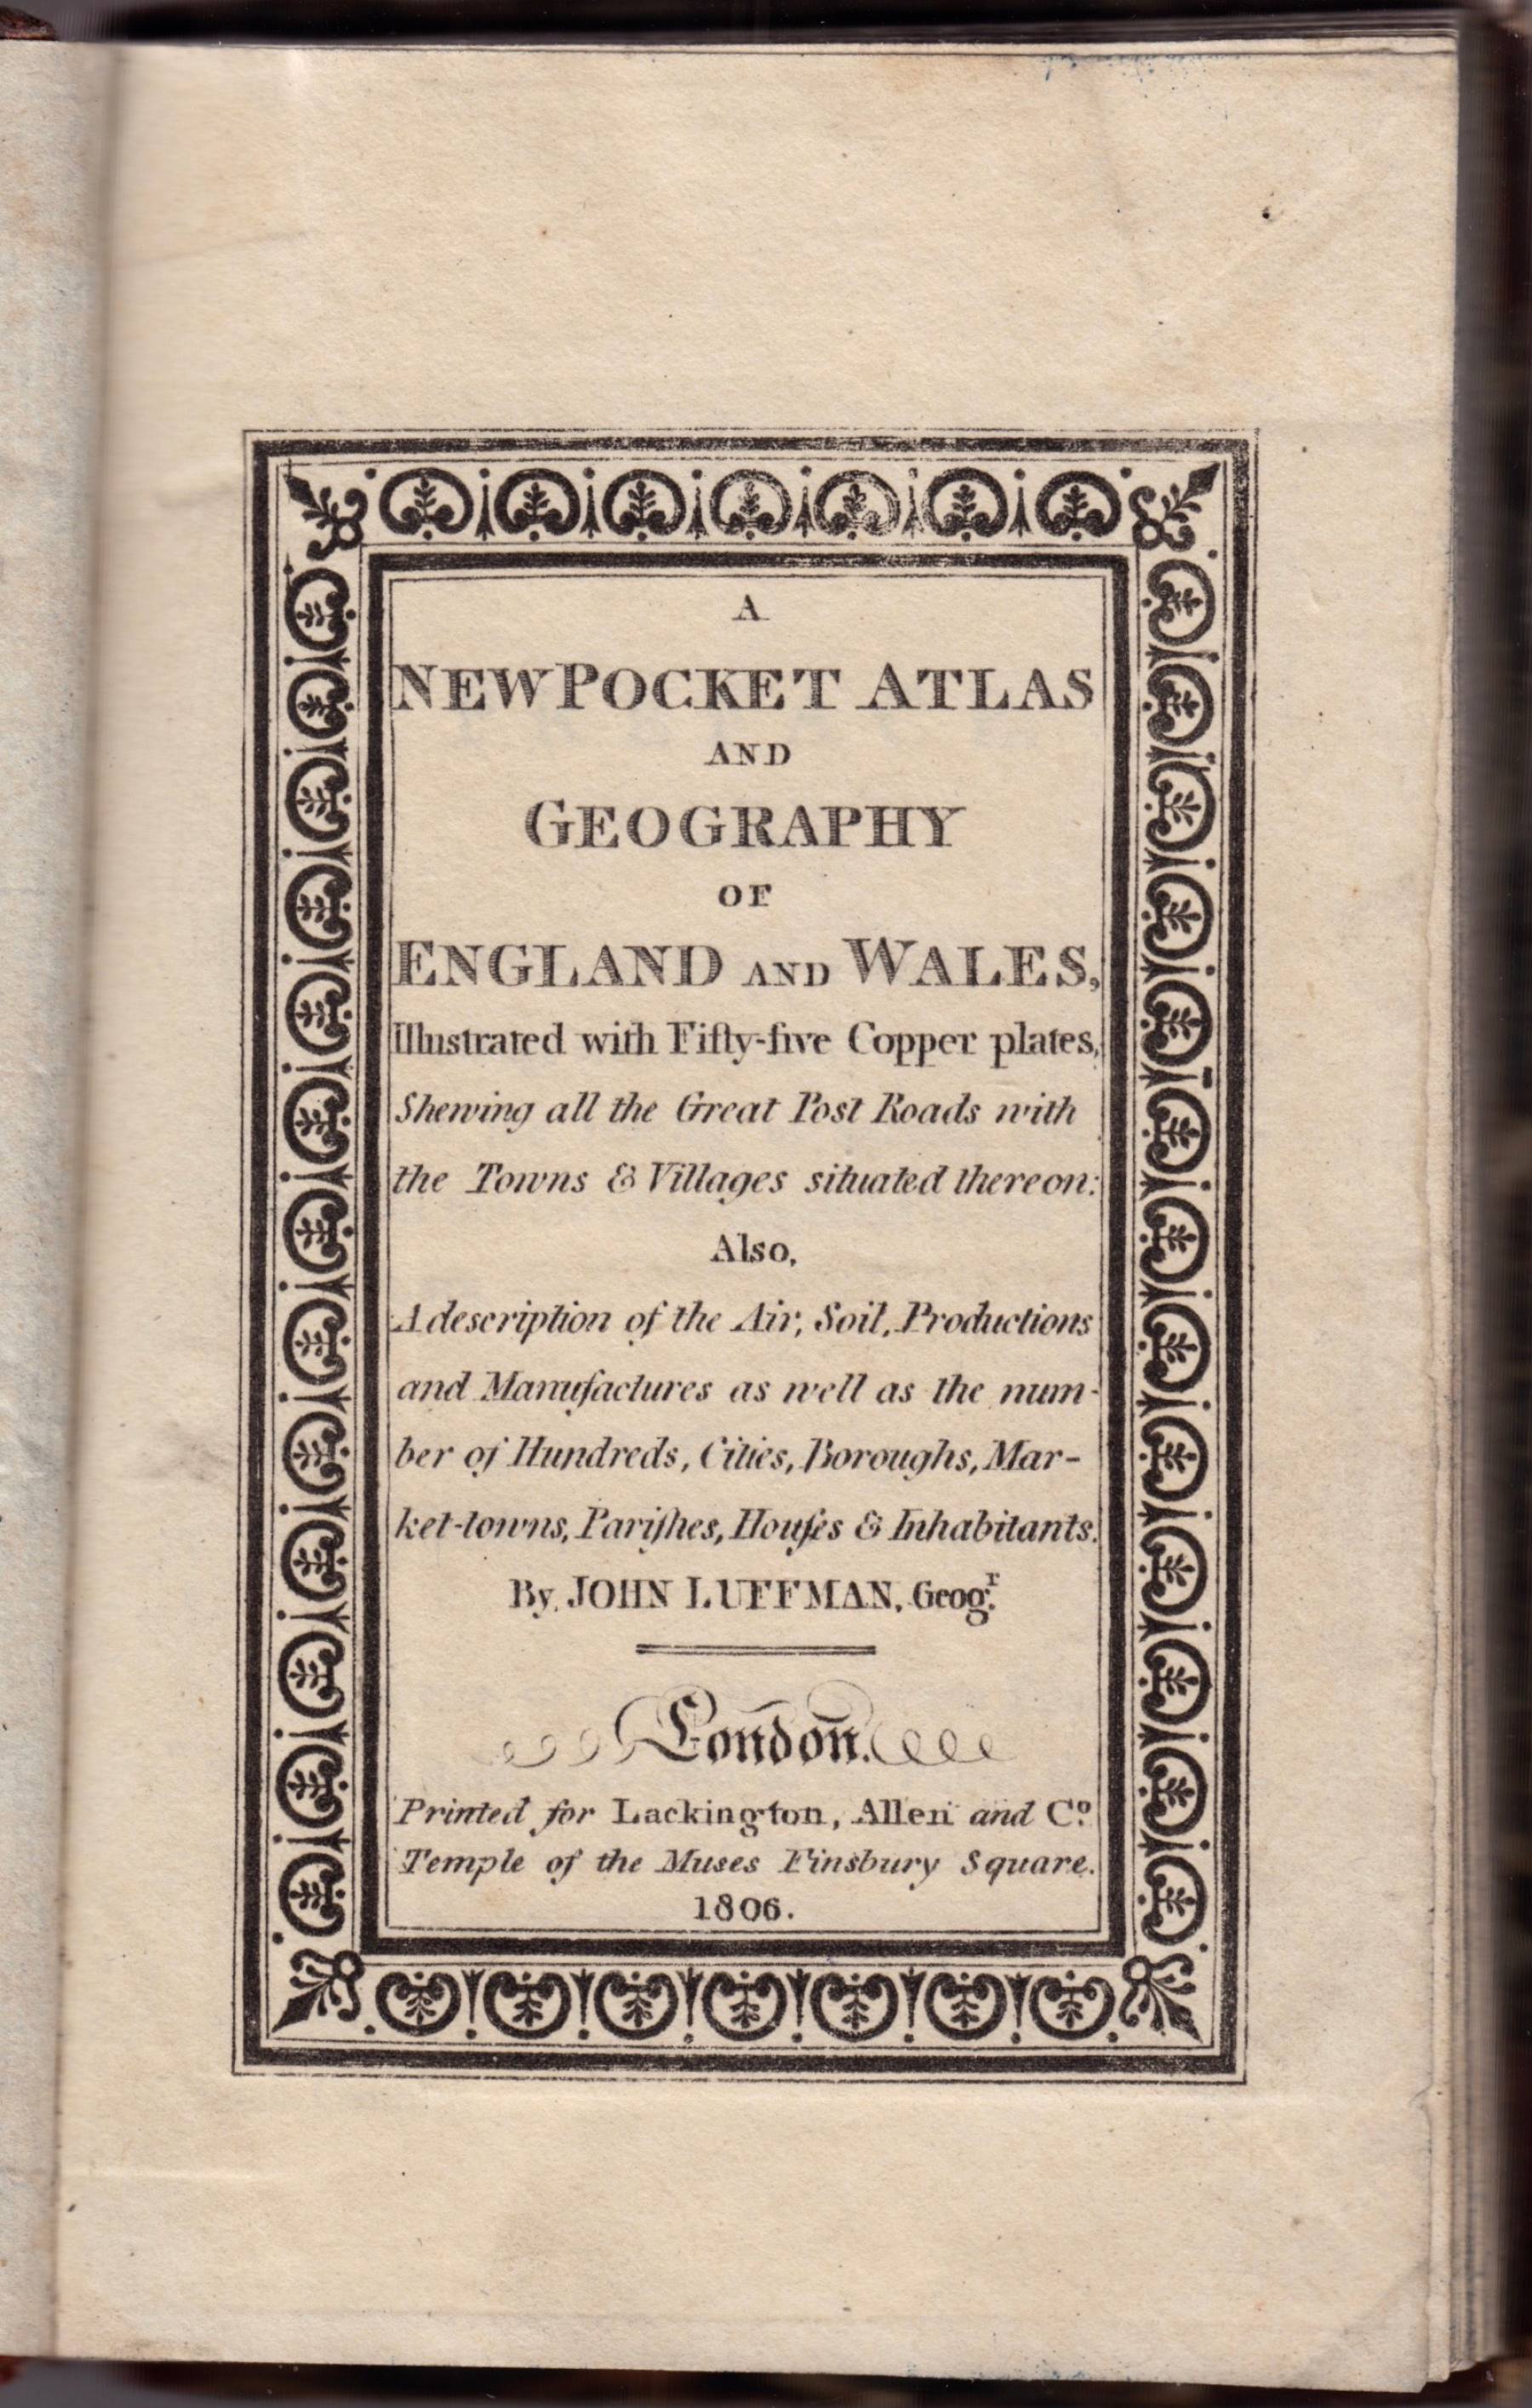 A
NEW POCKET ATLAS
AND
GEOGRAPHY
OF
ENGLAND AND WALES,
Illustrated with Fifty-five Copper plates,
Shewing all the Great Post Roads with
the Towns & Villages situated thereon:
Also,
A description of the Air, Soil, Productions
and Manufactures as well as the num-
ber of Hundreds, Cities, Boroughs, Mar-
ket-towns, Pariſhes, Houſes & Inhabitants.
By JOHN LUFFMAN, Geogr.
London.
Printed for Lackington, Allen and Co.
Temple of the Muses Finsbury Square.
1806.